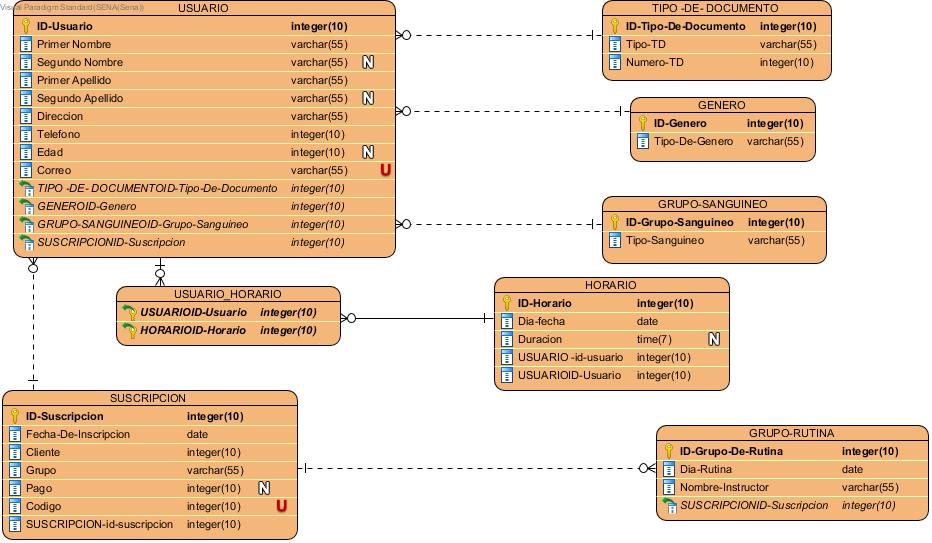 Visual Paradigm Standard(SENA(Sena))
USUARIO
ID-Usuario integer(10)
Primer Nombre varchar(55)
Segundo Nombre varchar(55) N
Primer Apellido varchar(55)
Segundo Apellido varchar(55) N
Direccion varchar(55)
Telefono integer(10)
Edad integer(10) N
Correo varchar(55) U
TIPO -DE- DOCUMENTOID-Tipo-De-Documento integer(10)
GENEROID-Genero integer(10)
GRUPO-SANGUINEOID-Grupo-Sanguineo integer(10)
SUSCRIPCIONID-Suscripcion integer(10)
TIPO -DE- DOCUMENTO
ID-Tipo-De-Documento integer(10)
Tipo-TD varchar(55)
Numero-TD integer(10)
GENERO
ID-Genero integer(10)
Tipo-De-Genero varchar(55)
GRUPO-SANGUINEO
ID-Grupo-Sanguineo integer(10)
Tipo-Sanguineo varchar(55)
USUARIO_HORARIO
USUARIOID-Usuario integer(10)
HORARIOID-Horario integer(10)
HORARIO
ID-Horario integer(10)
Dia-fecha date
Duracion time(7) N
USUARIO -id-usuario integer(10)
USUARIOID-Usuario integer(10)
SUSCRIPCION
ID-Suscripcion integer(10)
Fecha-De-Inscripcion date
Cliente integer(10)
Grupo varchar(55)
Pago integer(10) N
Codigo integer(10) U
SUSCRIPCION-id-suscripcion integer(10)
GRUPO-RUTINA
ID-Grupo-De-Rutina integer(10)
Dia-Rutina date
Nombre-Instructor varchar(55)
SUSCRIPCIONID-Suscripcion integer(10)